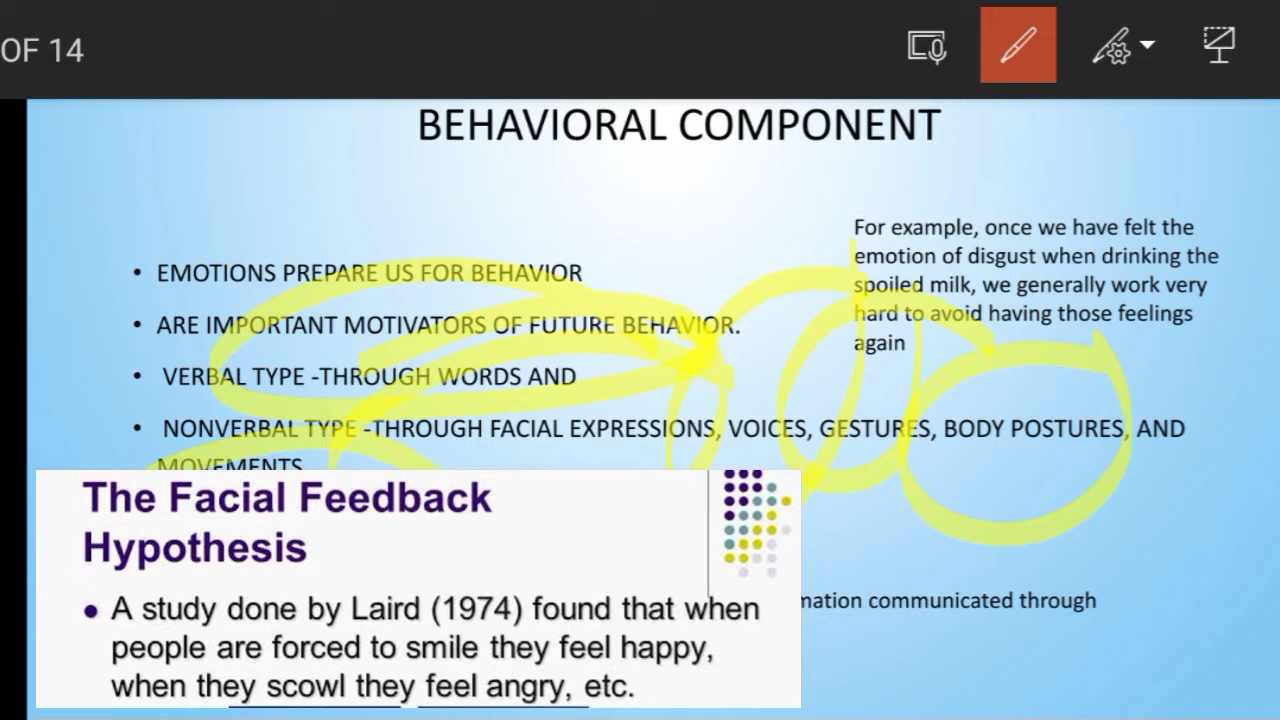 OF 14
BEHAVIORAL COMPONENT
For example, once we have felt the
emotion of disgust when drinking the
spoiled milk, we generally work very
hard to avoid having those feelings
again
• EMOTIONS PREPARE US FOR BEHAVIOR
• ARE IMPORTANT MOTIVATORS OF FUTURE BEHAVIOR.
• VERBAL TYPE -THROUGH WORDS AND
• NONVERBAL TYPE -THROUGH FACIAL EXPRESSIONS, VOICES, GESTURES, BODY POSTURES, AND
MOVEMENTS
The Facial Feedback
Hypothesis
• A study done by Laird (1974) found that when
people are forced to smile they feel happy,
when they scowl they feel angry, etc.
mation communicated through